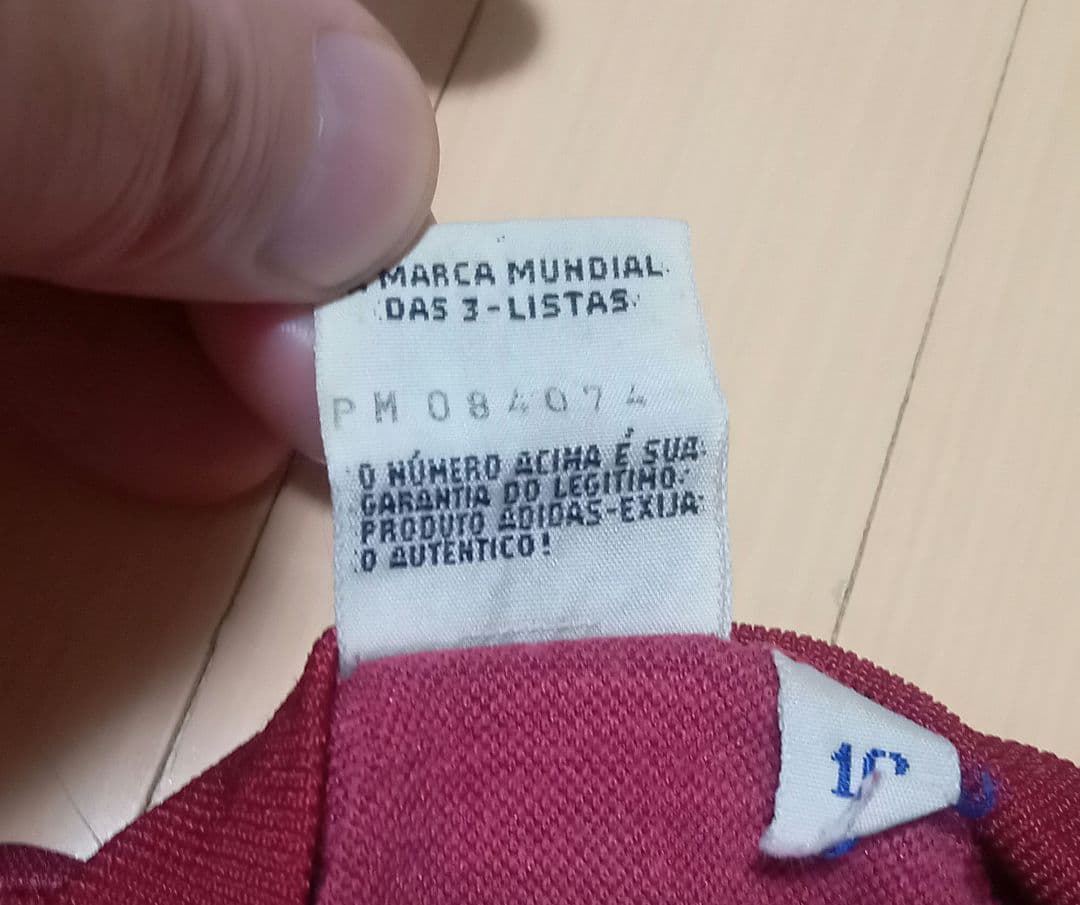 MARCA MUNDIAL
DAS 3-LISTAS
PM 084074
O NÚMERO ACIMA É SUA
GARANTIA DO LEGITIMO
PRODUTO ADIDAS-EXIJA
O AUTENTICO!